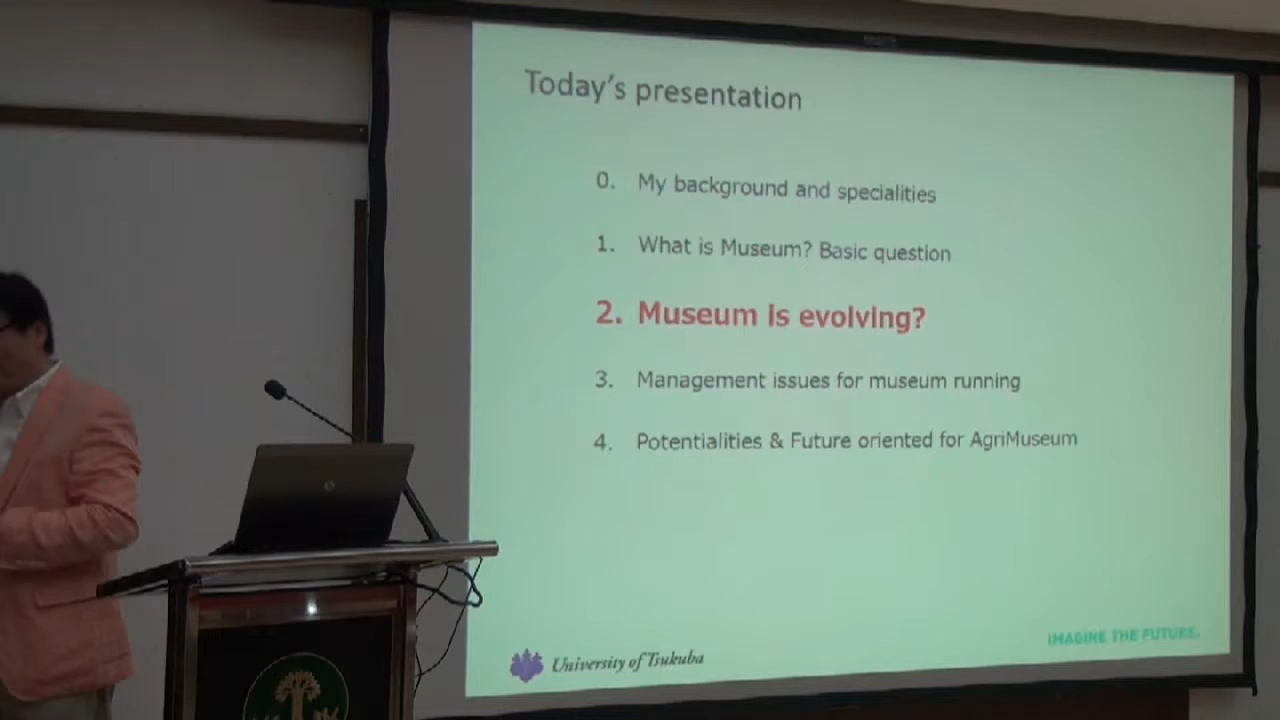 Today's presentation
0. My background and specialities
1. What is Museum? Basic question
2. Museum is evolving?
3. Management issues for museum running
4. Potentialities & Future oriented for AgriMuseum
University of Tsukuba
IMAGINE THE FUTURE.